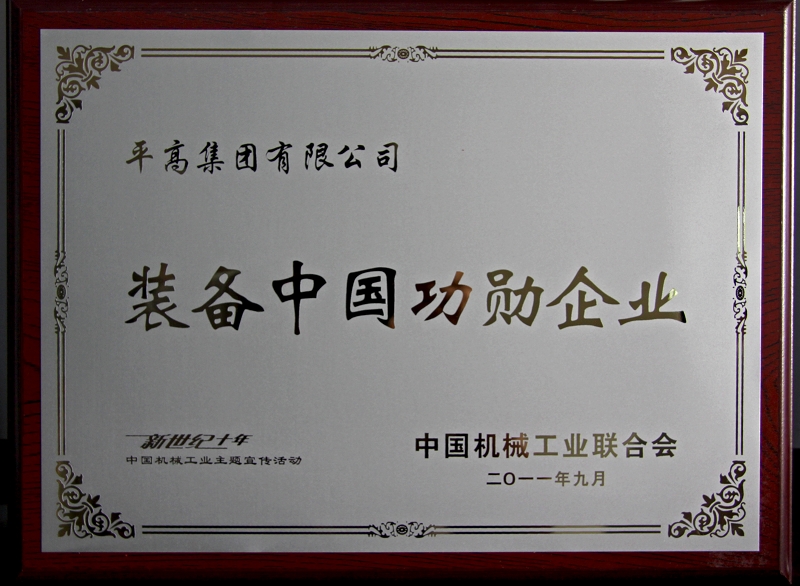 平高集团有限公司
装备中国功勋企业
新世纪十年
中国机械工业主题宣传活动
中国机械工业联合会
二〇一一年九月